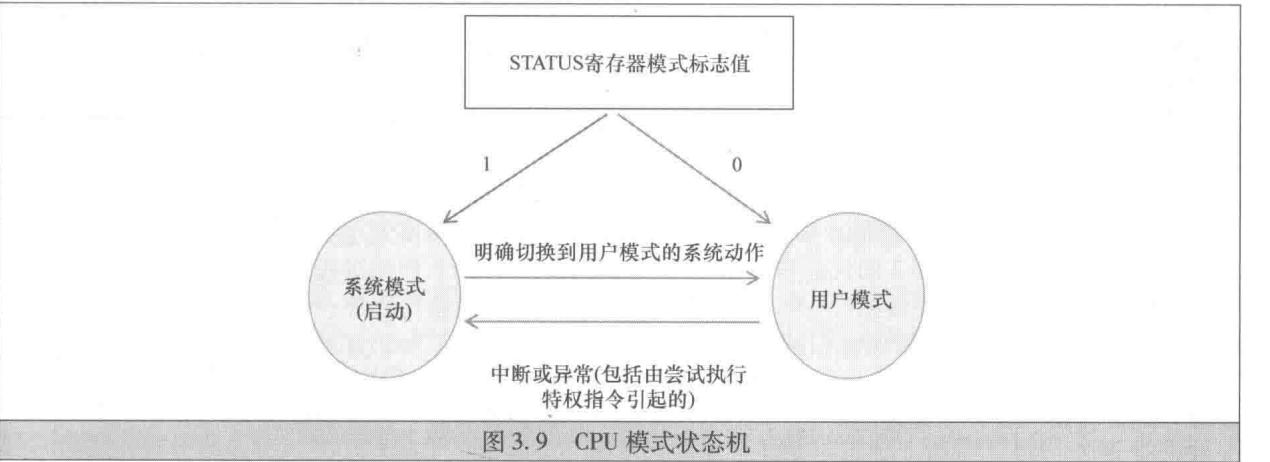 STATUS寄存器模式标志值
1
0
明确切换到用户模式的系统动作
系统模式
(启动)
用户模式
中断或异常(包括由尝试执行
特权指令引起的)
图 3.9 CPU 模式状态机